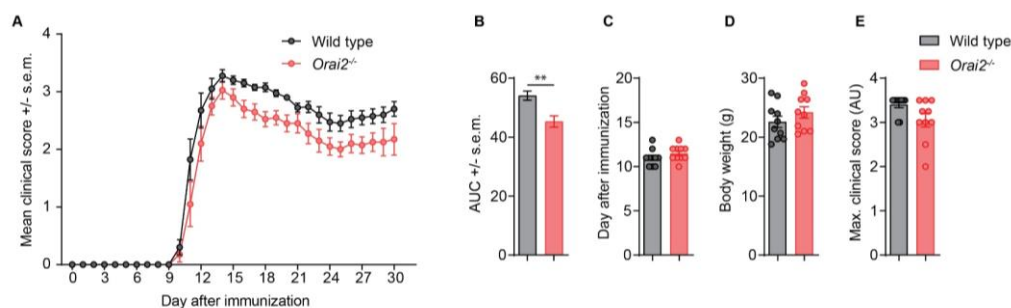 A
Mean clinical score +/- s.e.m.
4
3
2
1
0
Wild type
Orai2-/-
0 3 6 9 12 15 18 21 24 27 30
Day after immunization
B
AUC +/- s.e.m.
60
40
20
0
**
C
Day after immunization
20
15
10
5
0
D
Body weight (g)
30
20
10
0
E
Wild type
Orai2-/-
Max. clinical score (AU)
4
3
2
1
0